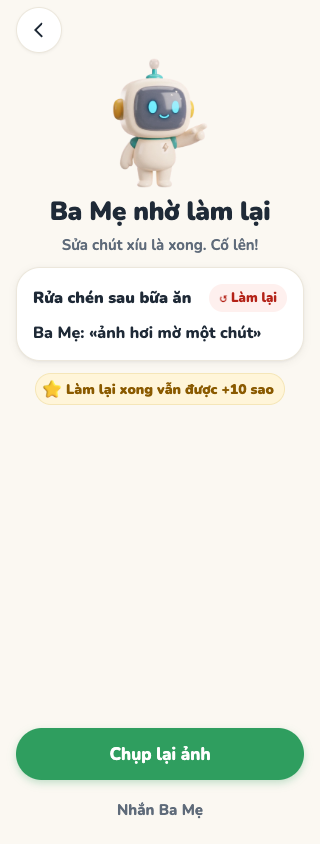 Ba Mẹ nhờ làm lại
Sửa chút xíu là xong. Cố lên!
Rửa chén sau bữa ăn
↺ Làm lại
Ba Mẹ: «ảnh hơi mờ một chút»
Làm lại xong vẫn được +10 sao
Chụp lại ảnh
Nhắn Ba Mẹ